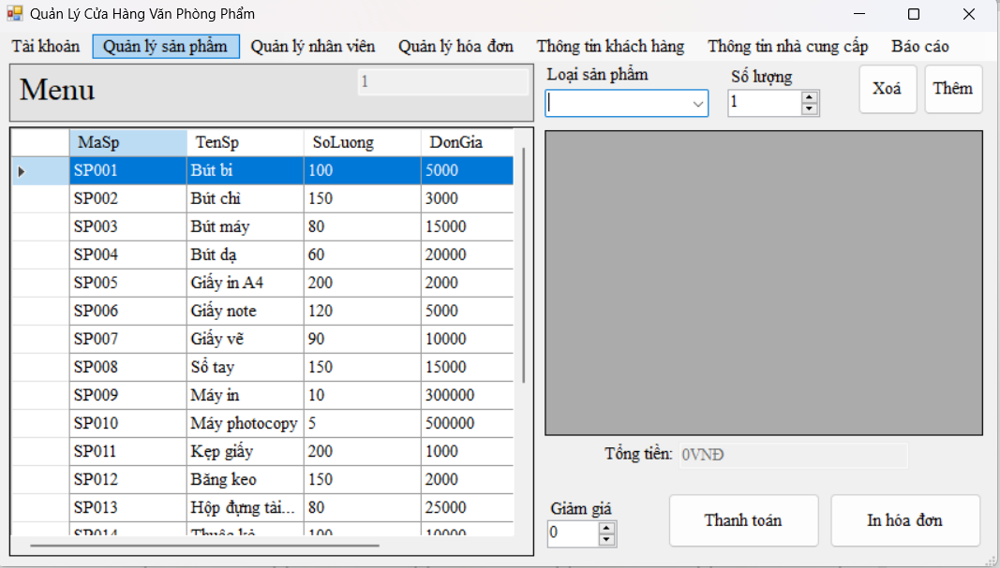 Quản Lý Cửa Hàng Văn Phòng Phẩm
Tài khoản Quản lý sản phẩm Quản lý nhân viên Quản lý hóa đơn Thông tin khách hàng Thông tin nhà cung cấp Báo cáo
Menu 1
MaSp TenSp SoLuong DonGia
SP001 Bút bi 100 5000
SP002 Bút chì 150 3000
SP003 Bút máy 80 15000
SP004 Bút dạ 60 20000
SP005 Giấy in A4 200 2000
SP006 Giấy note 120 5000
SP007 Giấy vẽ 90 10000
SP008 Sổ tay 150 15000
SP009 Máy in 10 300000
SP010 Máy photocopy 5 500000
SP011 Kẹp giấy 200 1000
SP012 Băng keo 150 2000
SP013 Hộp đựng tài... 80 25000
SP014 Thước kẻ 100 10000
Loại sản phẩm Số lượng
1
Xoá Thêm
Tổng tiền: 0VNĐ
Giảm giá
0
Thanh toán In hóa đơn